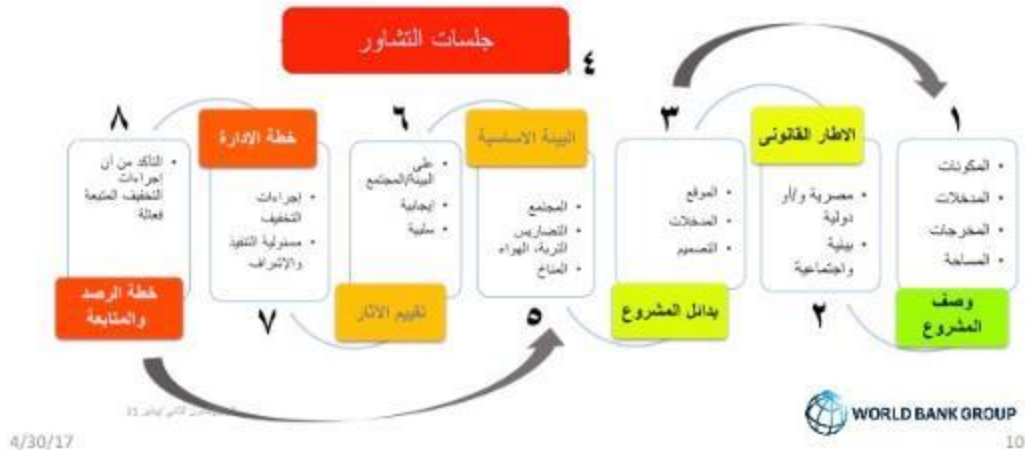 جلسات التشاور
٤
١
• المكونات
• المدخلات
• المخرجات
• المساحة
وصف
المشروع
الاطار القانونى
• مصرية و/أو
دولية
• بيئية
واجتماعية
٢
٣
• الموقع
• المدخلات
• التصميم
بدائل المشروع
البيئة الاساسية
• المجتمع
• التضاريس
التربة، الهواء
• المناخ
٥
٦
• على
البيئة/المجتمع
• إيجابية
• سلبية
تقييم الآثار
خطة الإدارة
• إجراءات
التخفيف
• مسئولية التنفيذ
والإشراف
٧
٨
• التأكد من أن
إجراءات
التخفيف المتبعة
فعالة
خطة الرصد
والمتابعة
WORLD BANK GROUP
4/30/17
10